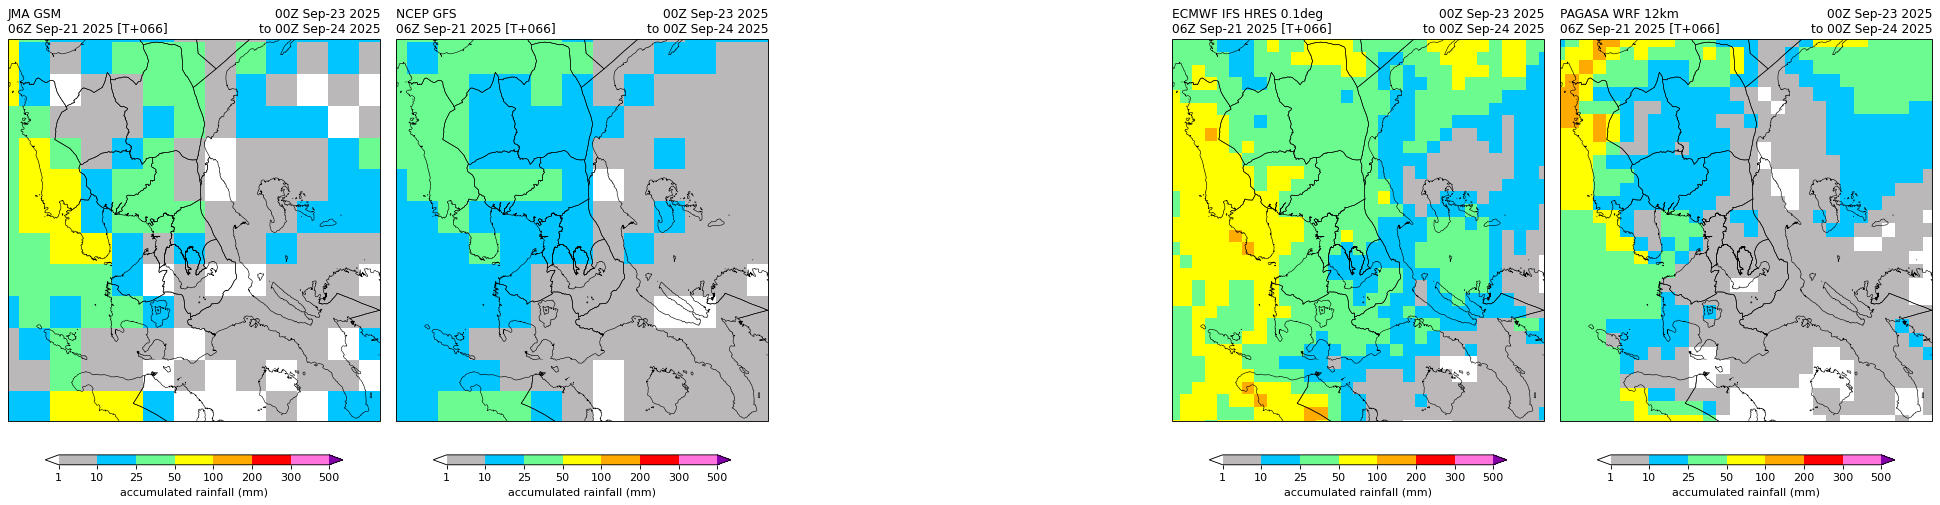 JMA GSM 00Z Sep-23 2025
06Z Sep-21 2025 [T+066] to 00Z Sep-24 2025
NCEP GFS 00Z Sep-23 2025
06Z Sep-21 2025 [T+066] to 00Z Sep-24 2025
ECMWF IFS HRES 0.1deg 00Z Sep-23 2025
06Z Sep-21 2025 [T+066] to 00Z Sep-24 2025
PAGASA WRF 12km 00Z Sep-23 2025
06Z Sep-21 2025 [T+066] to 00Z Sep-24 2025
1 10 25 50 100 200 300 500
accumulated rainfall (mm)
1 10 25 50 100 200 300 500
accumulated rainfall (mm)
1 10 25 50 100 200 300 500
accumulated rainfall (mm)
1 10 25 50 100 200 300 500
accumulated rainfall (mm)